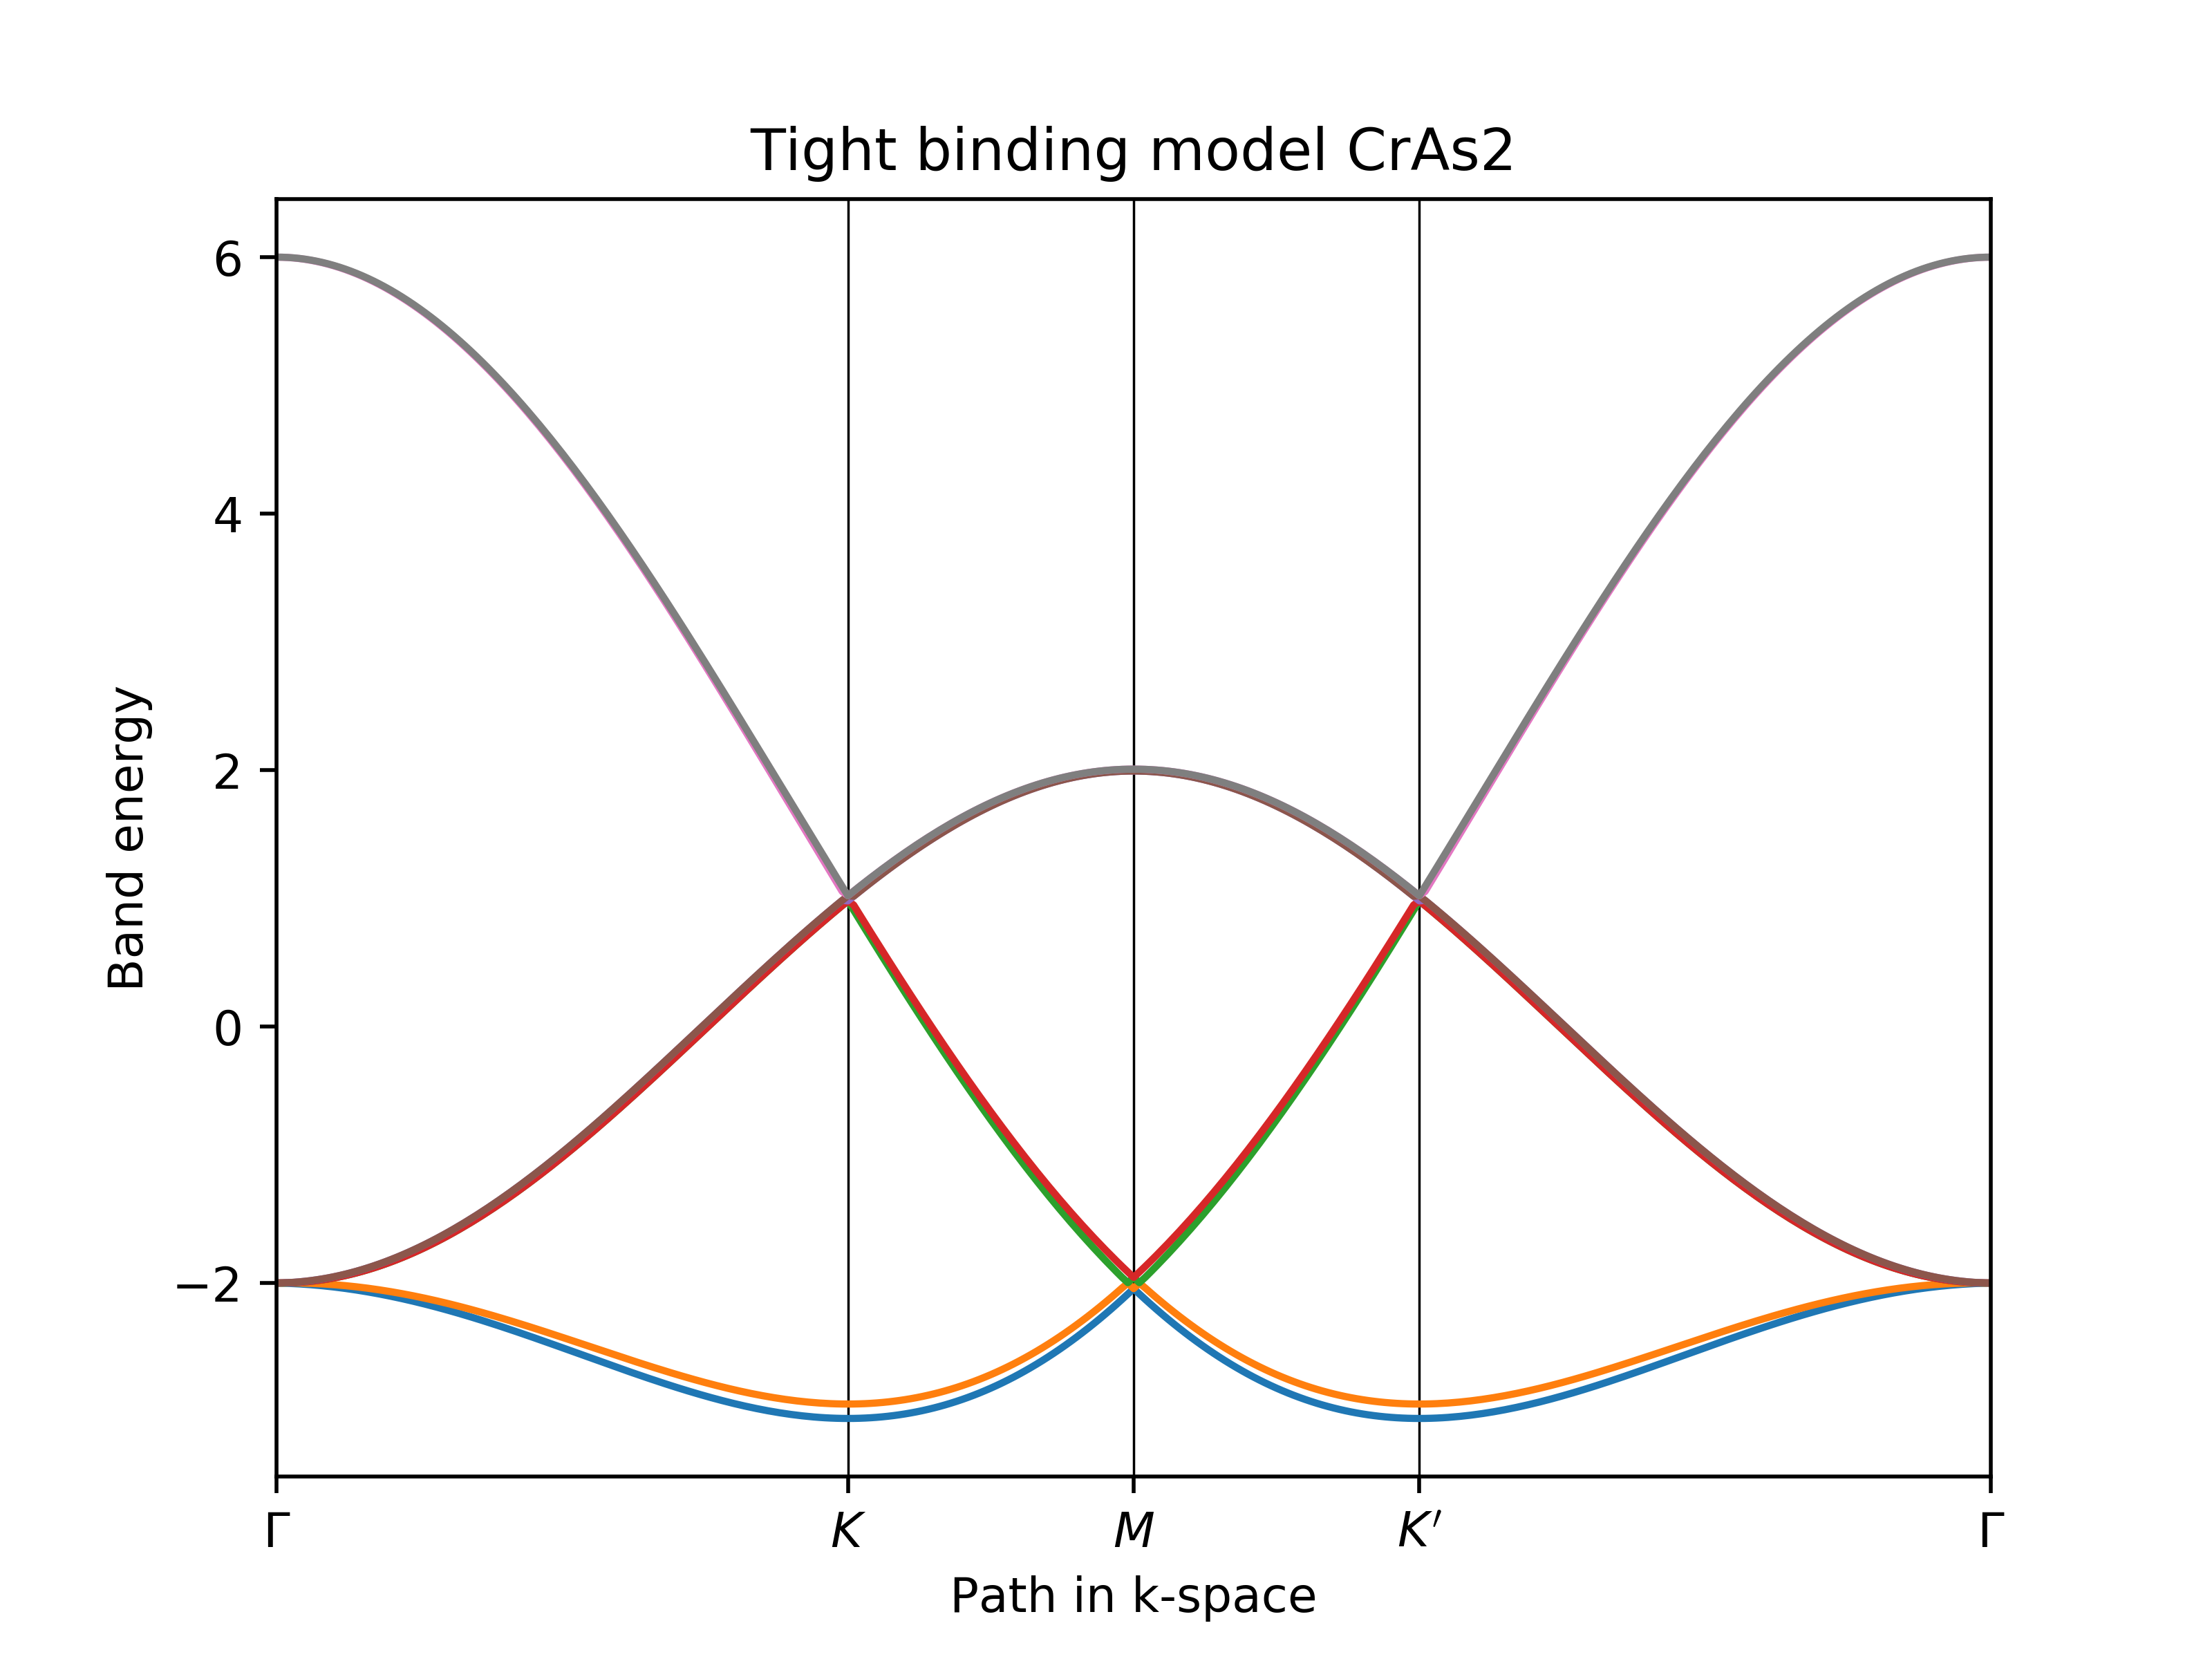 Tight binding model CrAs2
Band energy
6
4
2
0
−2
Γ
K
M
K′
Γ
Path in k-space